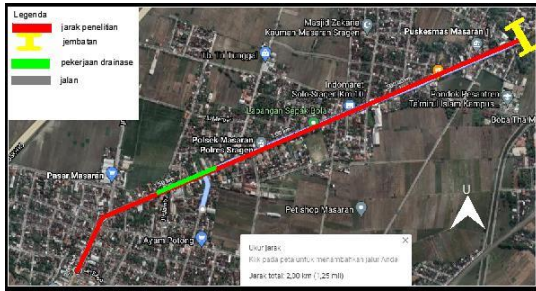 Legenda
jarak penelitian
jembatan
pekerjaan drainase
jalan
Masjid Zakaria
Kauman Masaran Sragen
Puskesmas Masaran 1
Indomaret
Solo-Sragen Km 10
Pondok Pesantren
Ta'mirul Islam Kampus
Lapangan Sepak Bola
Polsek Masaran
Polres Sragen
Pasar Masaran
Ayam Potong
Petshop Masaran
U
Ukur jarak
Klik pada peta untuk menambahkan jalur Anda
Jarak total: 2,00 km (1,25 mil)